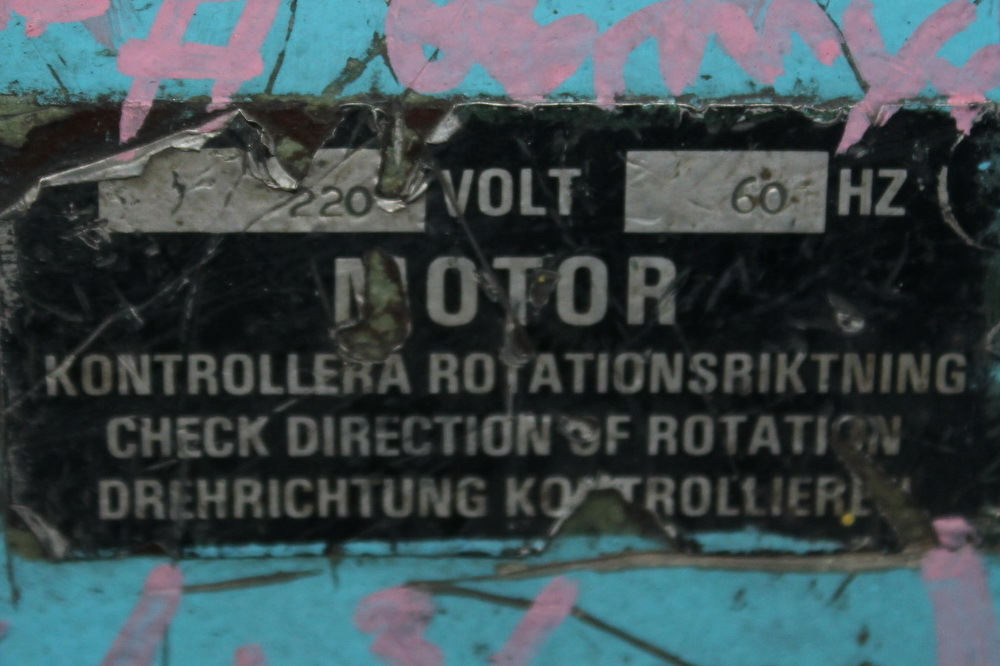 220 VOLT 60 HZ
MOTOR
KONTROLLERA ROTATIONSRIKTNING
CHECK DIRECTION OF ROTATION
DREHRICHTUNG KONTROLLIEREN